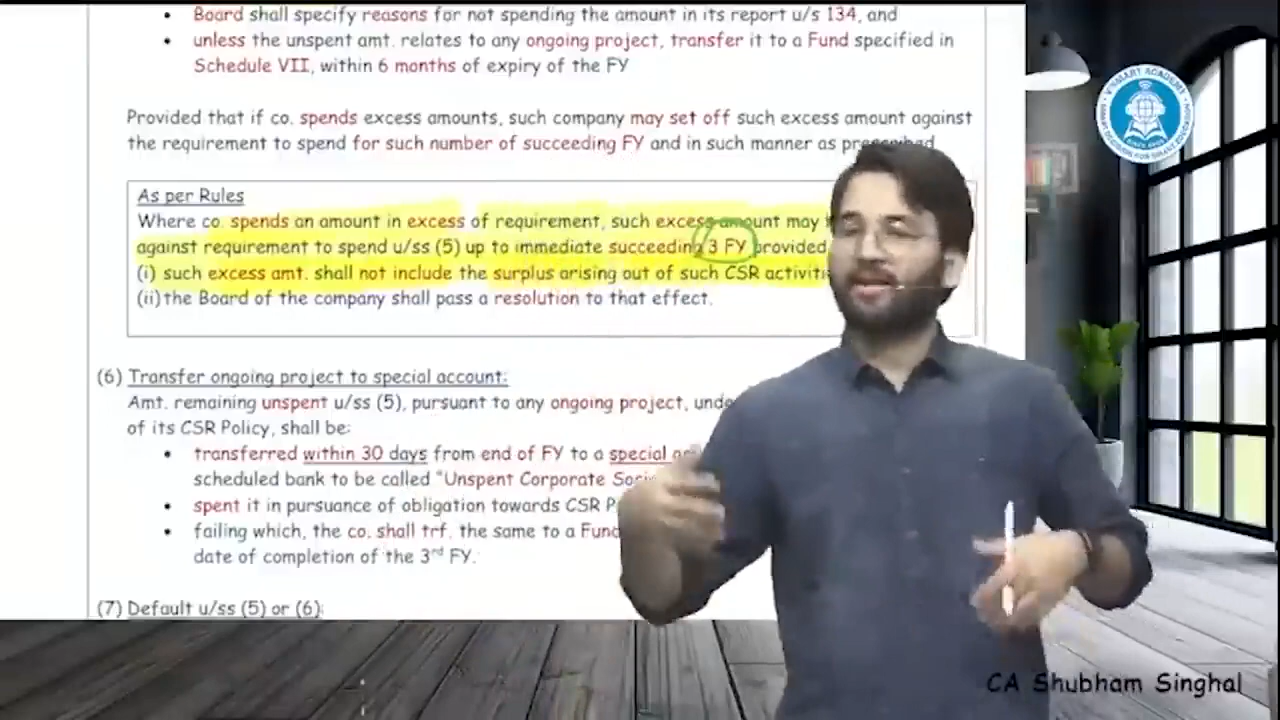 Board shall specify reasons for not spending the amount in its report u/s 134, and
unless the unspent amt. relates to any ongoing project, transfer it to a Fund specified in
Schedule VII, within 6 months of expiry of the FY
Provided that if co. spends excess amounts, such company may set off such excess amount against
the requirement to spend for such number of succeeding FY and in such manner as prescribed
As per Rules
Where co. spends an amount in excess of requirement, such excess amount may
against requirement to spend u/ss (5) up to immediate succeeding 3 FY provided
(i) such excess amt. shall not include the surplus arising out of such CSR
(ii) the Board of the company shall pass a resolution to that effect.
(6) Transfer ongoing project to special account:
Amt. remaining unspent u/ss (5), pursuant to any ongoing project,
of its CSR Policy, shall be:
transferred within 30 days from end of FY to a special
scheduled bank to be called "Unspent Corporate
spent it in pursuance of obligation towards CSR
failing which, the co. shall trf. the same to a Fund
date of completion of the 3rd FY.
(7) Default u/ss (5) or (6):
V'SMART ACADEMY
CA Shubham Singhal